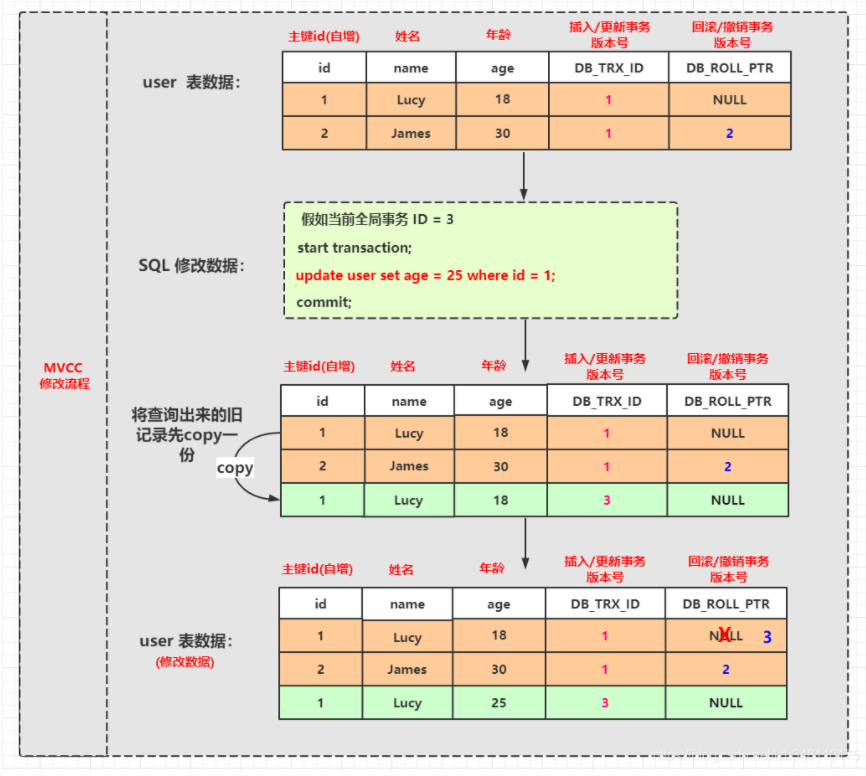 主键id(自增) 姓名 年龄 插入/更新事务 回滚/撤销事务
版本号 版本号
user 表数据:
id name age DB_TRX_ID DB_ROLL_PTR
1 Lucy 18 1 NULL
2 James 30 1 2
SQL 修改数据:
假如当前全局事务 ID = 3
start transaction;
update user set age = 25 where id = 1;
commit;
MVCC
修改流程
主键id(自增) 姓名 年龄 插入/更新事务 回滚/撤销事务
版本号 版本号
将查询出来的旧
记录先copy一
份
copy
id name age DB_TRX_ID DB_ROLL_PTR
1 Lucy 18 1 NULL
2 James 30 1 2
1 Lucy 18 3 NULL
主键id(自增) 姓名 年龄 插入/更新事务 回滚/撤销事务
版本号 版本号
user 表数据:
(修改数据)
id name age DB_TRX_ID DB_ROLL_PTR
1 Lucy 18 1 NULL X 3
2 James 30 1 2
1 Lucy 25 3 NULL